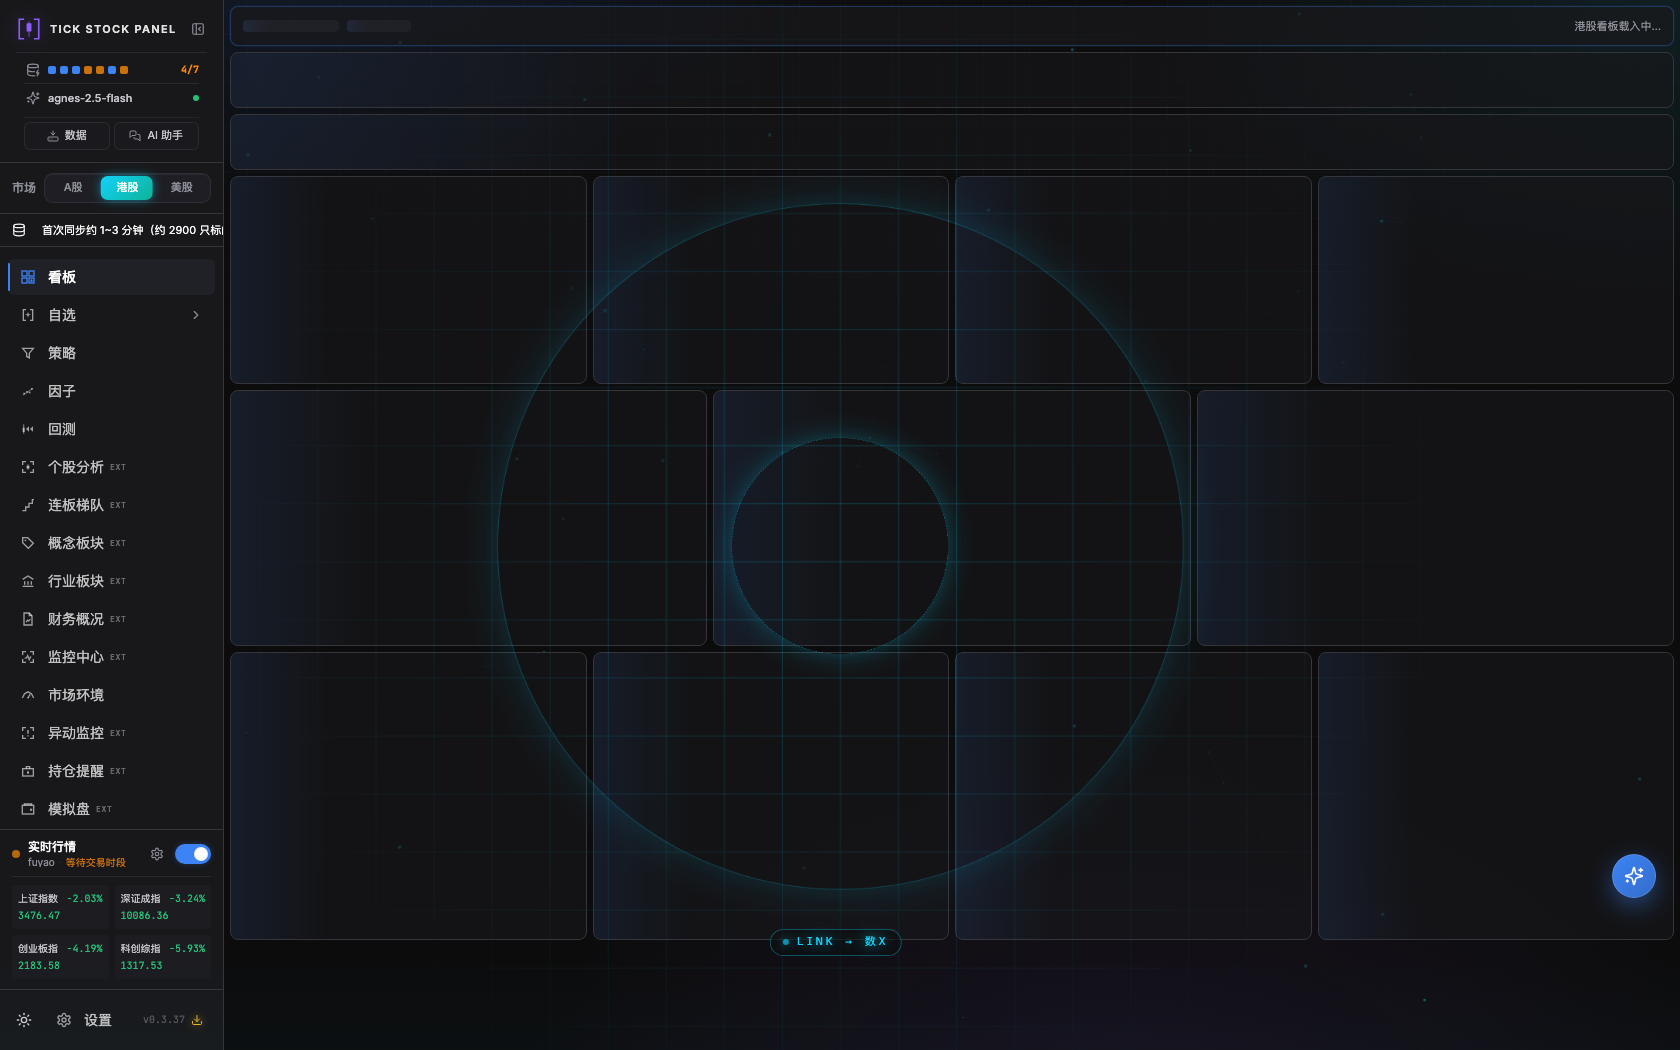 TICK STOCK PANEL
4/7
agnes-2.5-flash
数据
AI 助手
市场
A股
港股
美股
首次同步约 1~3 分钟（约 2900 只标
看板
自选
策略
因子
回测
个股分析 EXT
连板梯队 EXT
概念板块 EXT
行业板块 EXT
财务概况 EXT
监控中心 EXT
市场环境
异动监控 EXT
持仓提醒 EXT
模拟盘 EXT
实时行情
fuyao 等待交易时段
上证指数 -2.03%
3476.47
深证成指 -3.24%
10086.36
创业板指 -4.19%
2183.58
科创综指 -5.93%
1317.53
设置
v0.3.37
港股看板载入中...
LINK → 数X